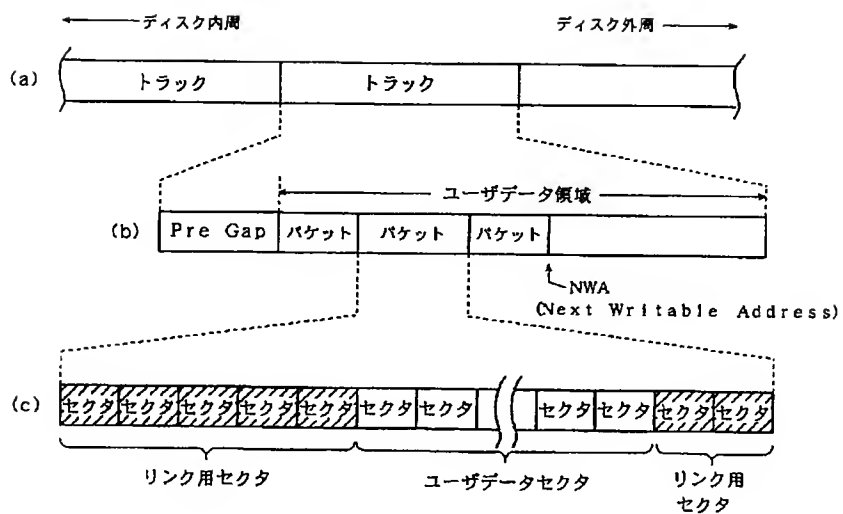 ディスク内周
ディスク外周
(a)
トラック
トラック
ユーザデータ領域
(b)
Pre Gap
パケット
パケット
パケット
NWA
(Next Writable Address)
(c)
セクタ
セクタ
セクタ
セクタ
セクタ
セクタ
セクタ
セクタ
セクタ
セクタ
セクタ
リンク用セクタ
ユーザデータセクタ
リンク用
セクタ